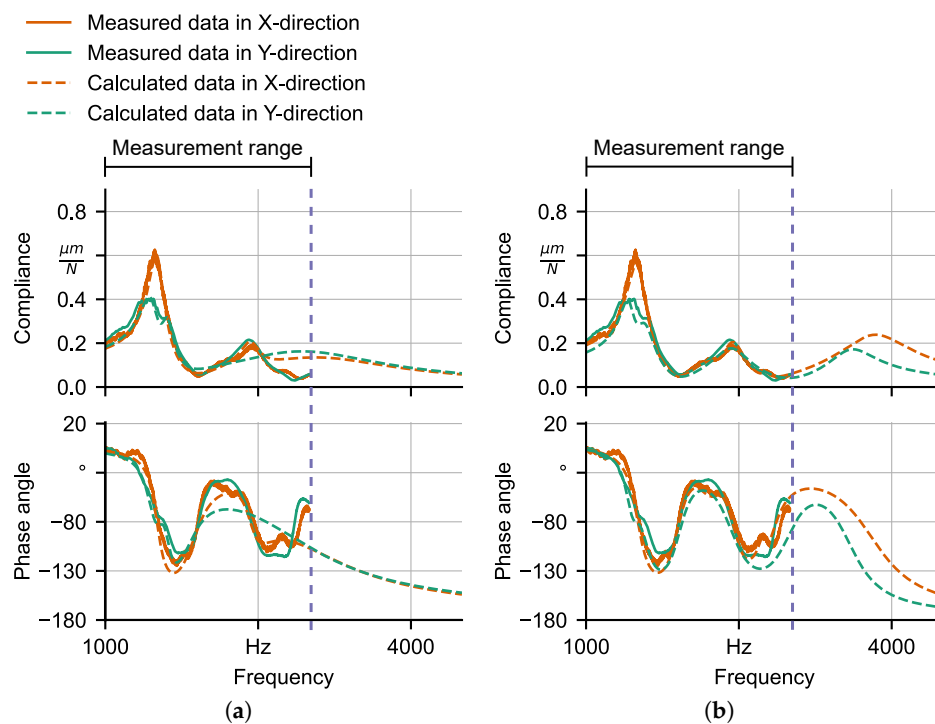 Measured data in X-direction
Measured data in Y-direction
Calculated data in X-direction
Calculated data in Y-direction
Measurement range
Measurement range
Compliance
0.8
μm
N
0.4
0.2
0.0
Compliance
0.8
μm
N
0.4
0.2
0.0
Phase angle
20
°
−80
−130
−180
1000
Hz
4000
Frequency
Phase angle
20
°
−80
−130
−180
1000
Hz
4000
Frequency
(a)
(b)